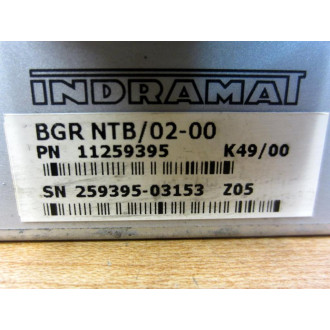 INDRAMAT
BGR NTB/02-00
PN 11259395 K49/00
SN 259395-03153 Z05